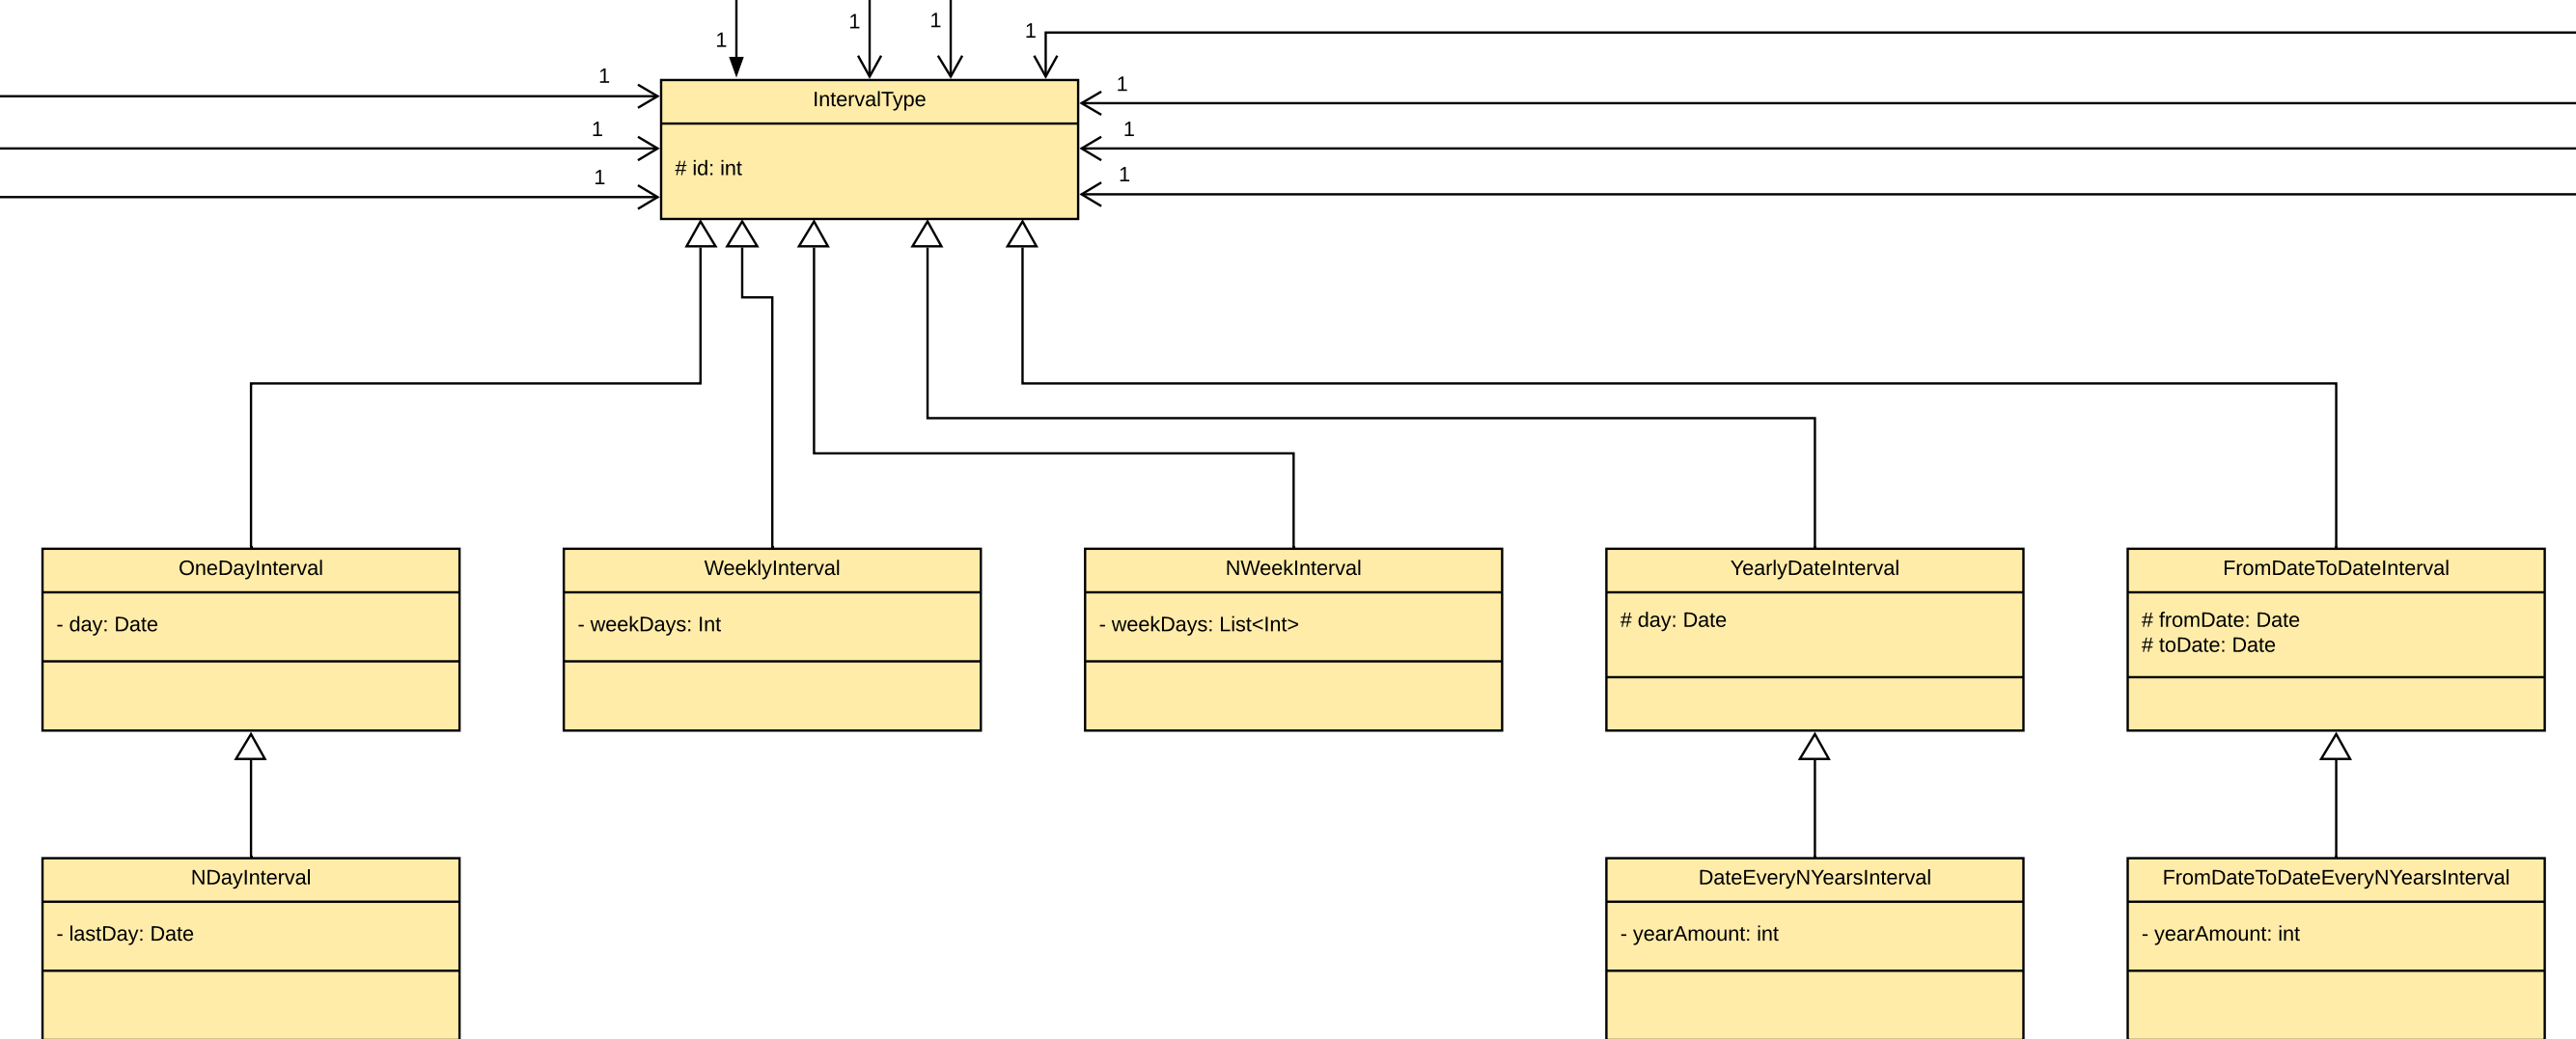 1
1
1
1
1
1
1
1
1
1
IntervalType
# id: int
OneDayInterval
- day: Date
WeeklyInterval
- weekDays: Int
NWeekInterval
- weekDays: List<Int>
YearlyDateInterval
# day: Date
FromDateToDateInterval
# fromDate: Date
# toDate: Date
NDayInterval
- lastDay: Date
DateEveryNYearsInterval
- yearAmount: int
FromDateToDateEveryNYearsInterval
- yearAmount: int